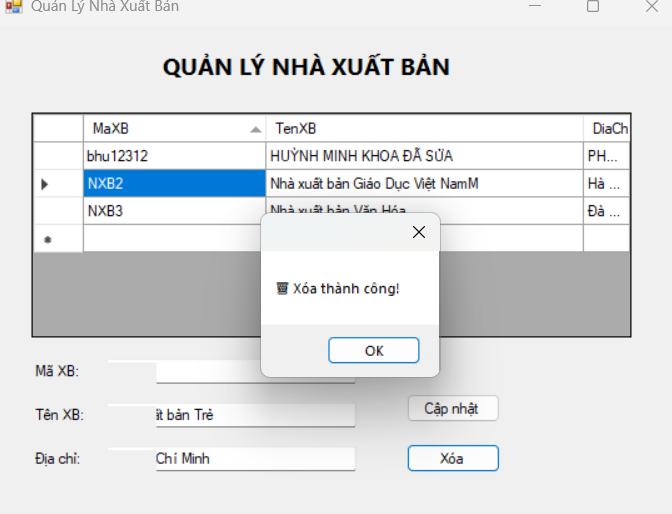 Quản Lý Nhà Xuất Bản
QUẢN LÝ NHÀ XUẤT BẢN
MaXB TenXB DiaCh
bhu12312 HUỲNH MINH KHOA ĐÃ SỬA PH...
NXB2 Nhà xuất bản Giáo Dục Việt NamM Hà ...
NXB3 Nhà xuất bản Văn Hóa Đà ...
Xóa thành công!
OK
Mã XB:
Tên XB: ất bản Trẻ Cập nhật
Địa chỉ: Chí Minh Xóa